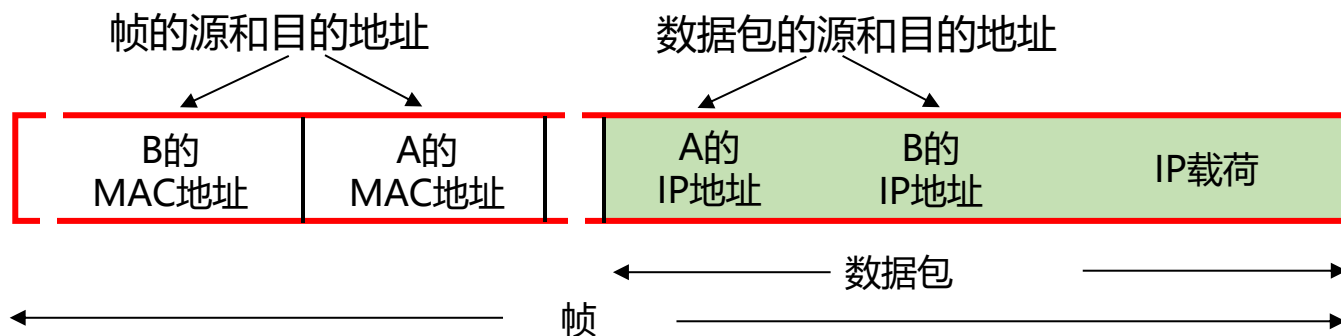 帧的源和目的地址
数据包的源和目的地址
B的
MAC地址
A的
MAC地址
A的
IP地址
B的
IP地址
IP载荷
数据包
帧